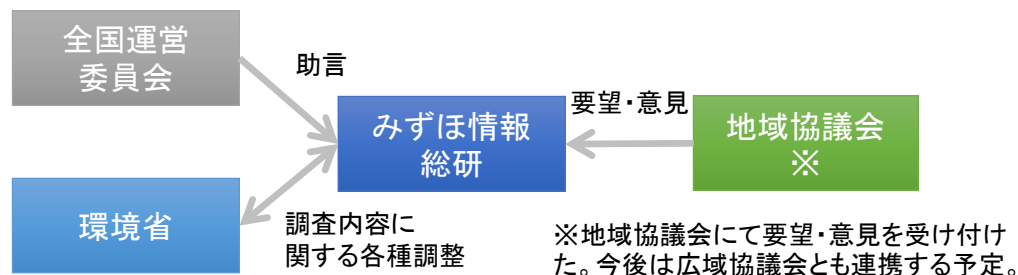 全国運営
委員会
助言
みずほ情報
総研
要望・意見
地域協議会
※
環境省
調査内容に
関する各種調整
※地域協議会にて要望・意見を受け付け
た。今後は広域協議会とも連携する予定。